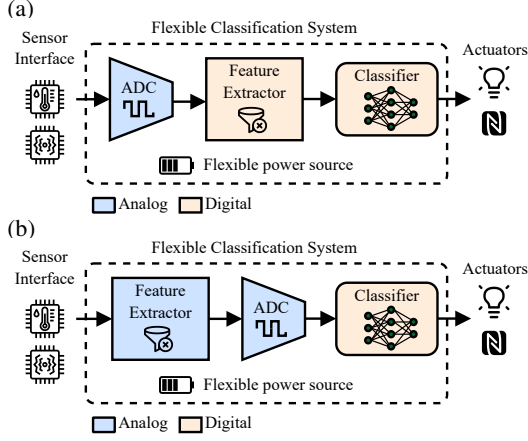 (a)
Flexible Classification System
Sensor
Interface
ADC
Feature
Extractor
Classifier
Actuators
Flexible power source
Analog
Digital
(b)
Flexible Classification System
Sensor
Interface
Feature
Extractor
ADC
Classifier
Actuators
Flexible power source
Analog
Digital